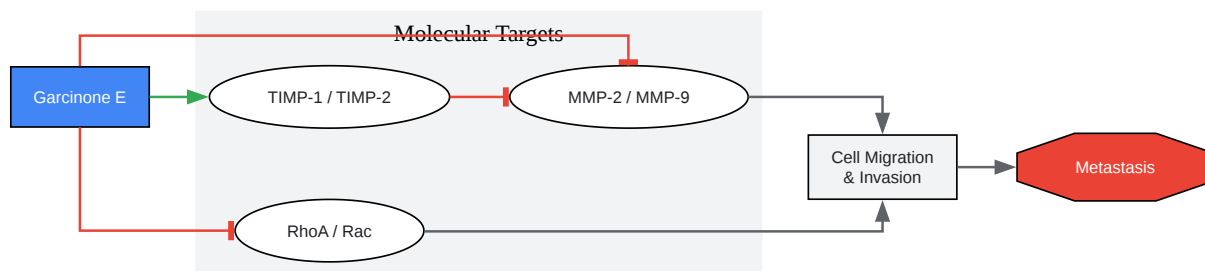 Molecular Targets
Garcinone E
TIMP-1 / TIMP-2
MMP-2 / MMP-9
Cell Migration
& Invasion
Metastasis
RhoA / Rac